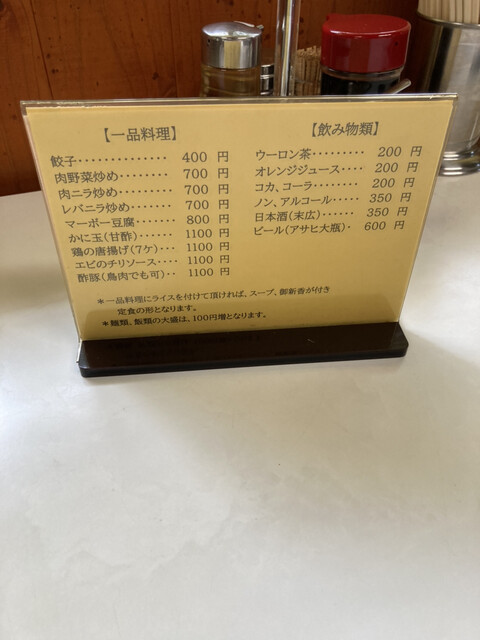 【一品料理】
餃子・・・・・・・・・・・・・・ 400 円
肉野菜炒め・・・・・・・・ 700 円
肉ニラ炒め・・・・・・・・ 700 円
レバニラ炒め・・・・・・・ 700 円
マーボー豆腐・・・・・・・ 800 円
かに玉(甘酢)・・・・・ 1100 円
鶏の唐揚げ(7ケ)・・・ 1100 円
エビのチリソース・・・・ 1100 円
酢豚(鳥肉でも可)・・ 1100 円
＊一品料理にライスを付けて頂ければ、スープ、御新香が付き
定食の形となります。
＊麺類、飯類の大盛は、100円増となります。
【飲み物類】
ウーロン茶・・・・・・・・・ 200 円
オレンジジュース・・・・ 200 円
コカ、コーラ・・・・・・・・ 200 円
ノン、アルコール・・・・ 350 円
日本酒(末広)・・・・・・ 350 円
ビール(アサヒ大瓶)・ 600 円